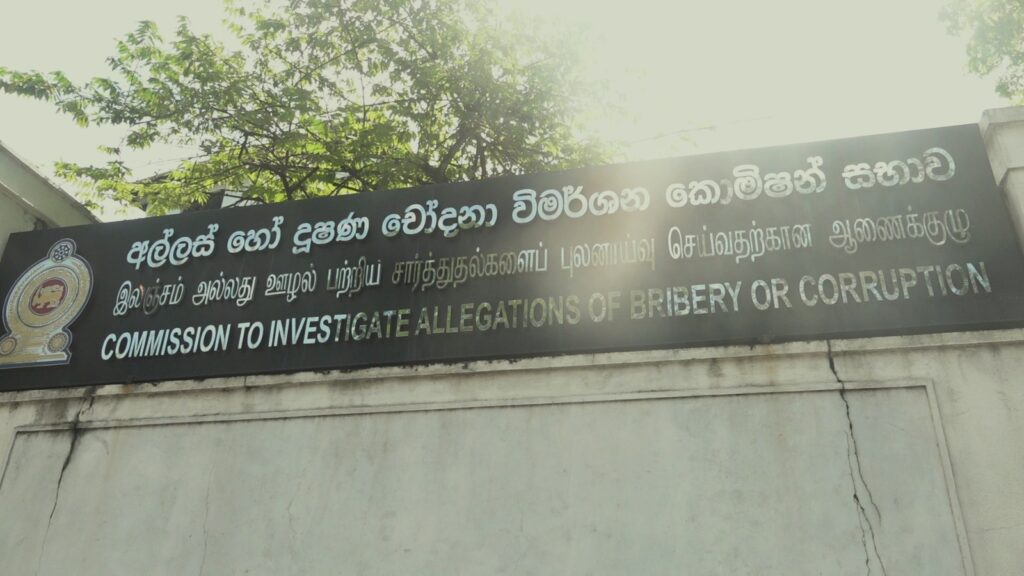 අල්ලස් හෝ දූෂණ චෝදනා විමර්ශන කොමිෂන් සභාව
இலஞ்சம் அல்லது ஊழல் பற்றிய சார்த்துதல்களைப் புலனாய்வு செய்வதற்கான ஆணைக்குழு
COMMISSION TO INVESTIGATE ALLEGATIONS OF BRIBERY OR CORRUPTION